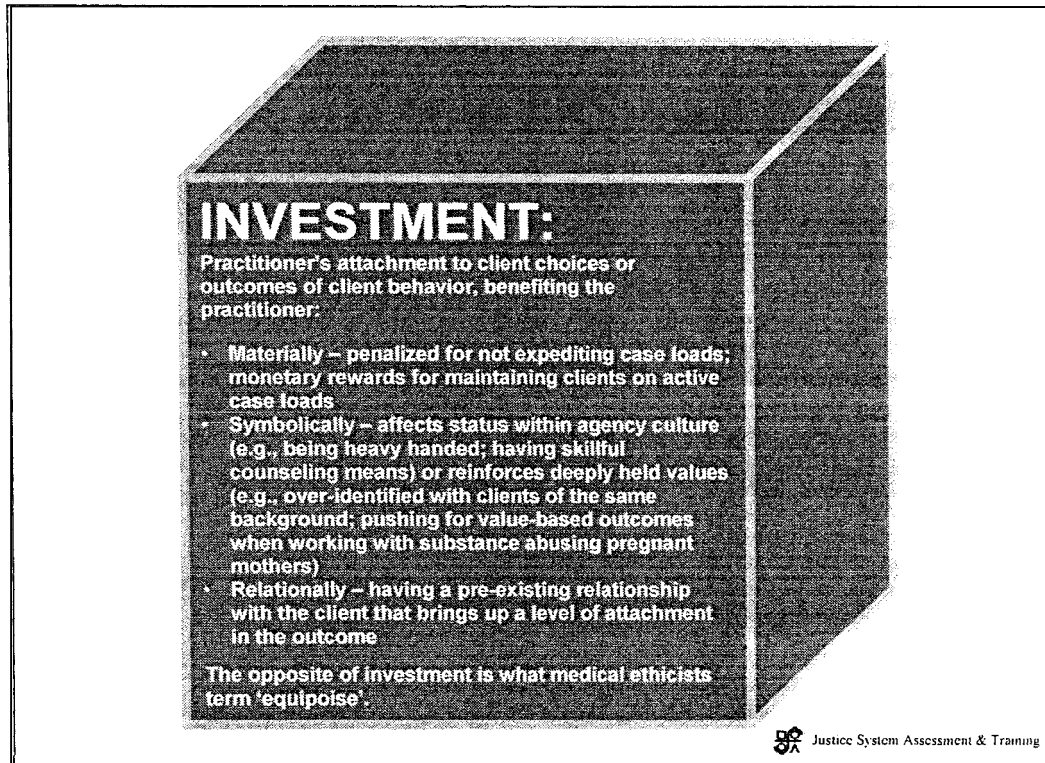 INVESTMENT:
Practitioner's attachment to client choices or
outcomes of client behavior, benefiting the
practitioner:
• Materially – penalized for not expediting case loads;
monetary rewards for maintaining clients on active
case loads
• Symbolically – affects status within agency culture
(e.g., being heavy handed; having skillful
counseling means) or reinforces deeply held values
(e.g., over-identified with clients of the same
background; pushing for value-based outcomes
when working with substance abusing pregnant
mothers)
• Relationally – having a pre-existing relationship
with the client that brings up a level of attachment
in the outcome
The opposite of investment is what medical ethicists
term 'equipoise'.
Justice System Assessment & Training